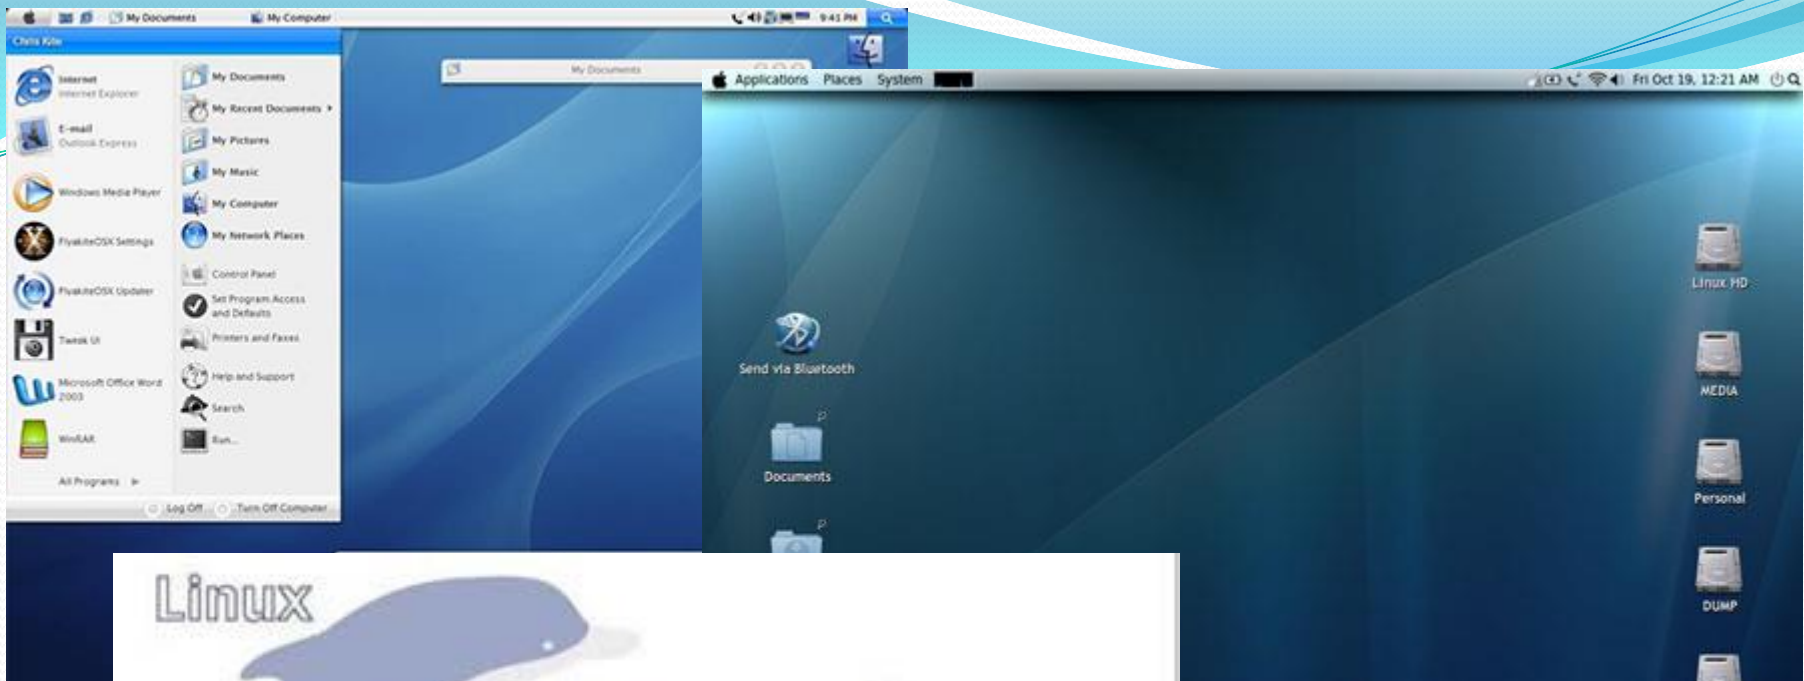 My Documents
My Computer
9:41 PM
Chris Kite
Internet
Internet Explorer
E-mail
Outlook Express
Windows Media Player
FlyakiteOSX Settings
FlyakiteOSX Updater
Tweak UI
Microsoft Office Word
2003
WinRAR
All Programs
My Documents
My Recent Documents
My Pictures
My Music
My Computer
My Network Places
Control Panel
Set Program Access
and Defaults
Printers and Faxes
Help and Support
Search
Run...
Log Off
Turn Off Computer
My Documents
Applications Places System
Fri Oct 19, 12:21 AM
Send via Bluetooth
Documents
Linux HD
MEDIA
Personal
DUMP
Linux